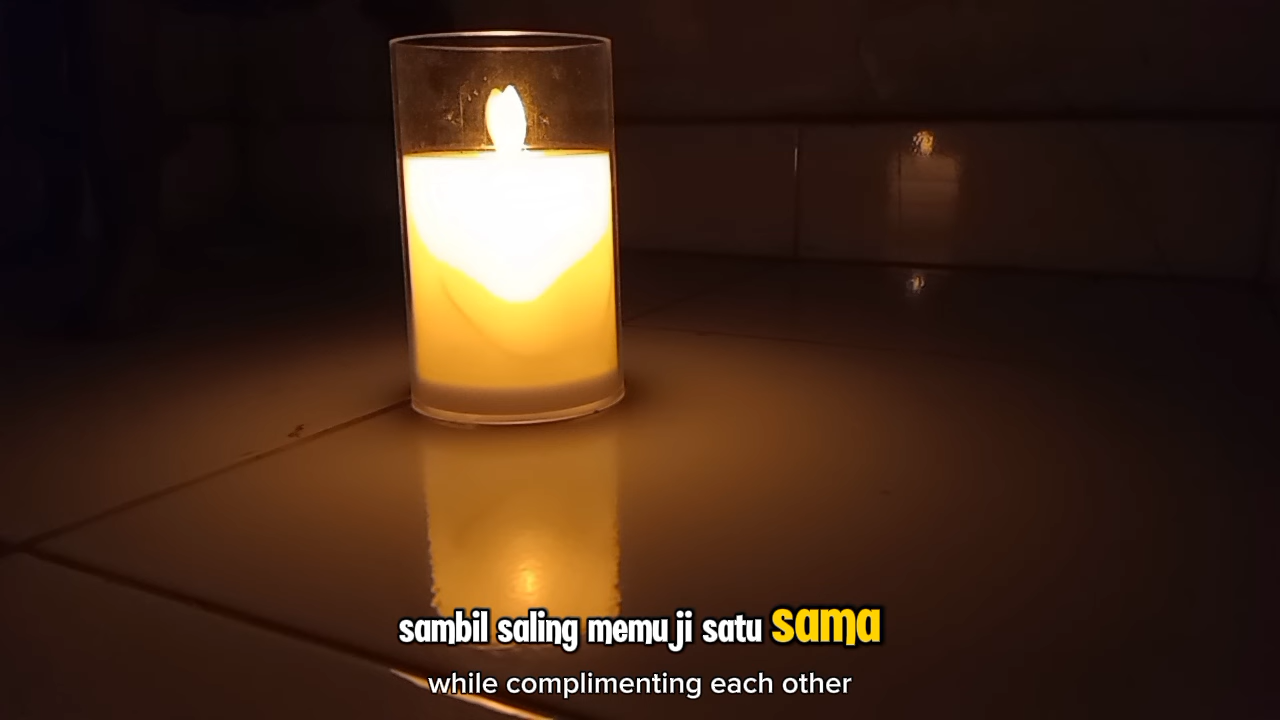 sambil saling memuji satu sama
while complimenting each other